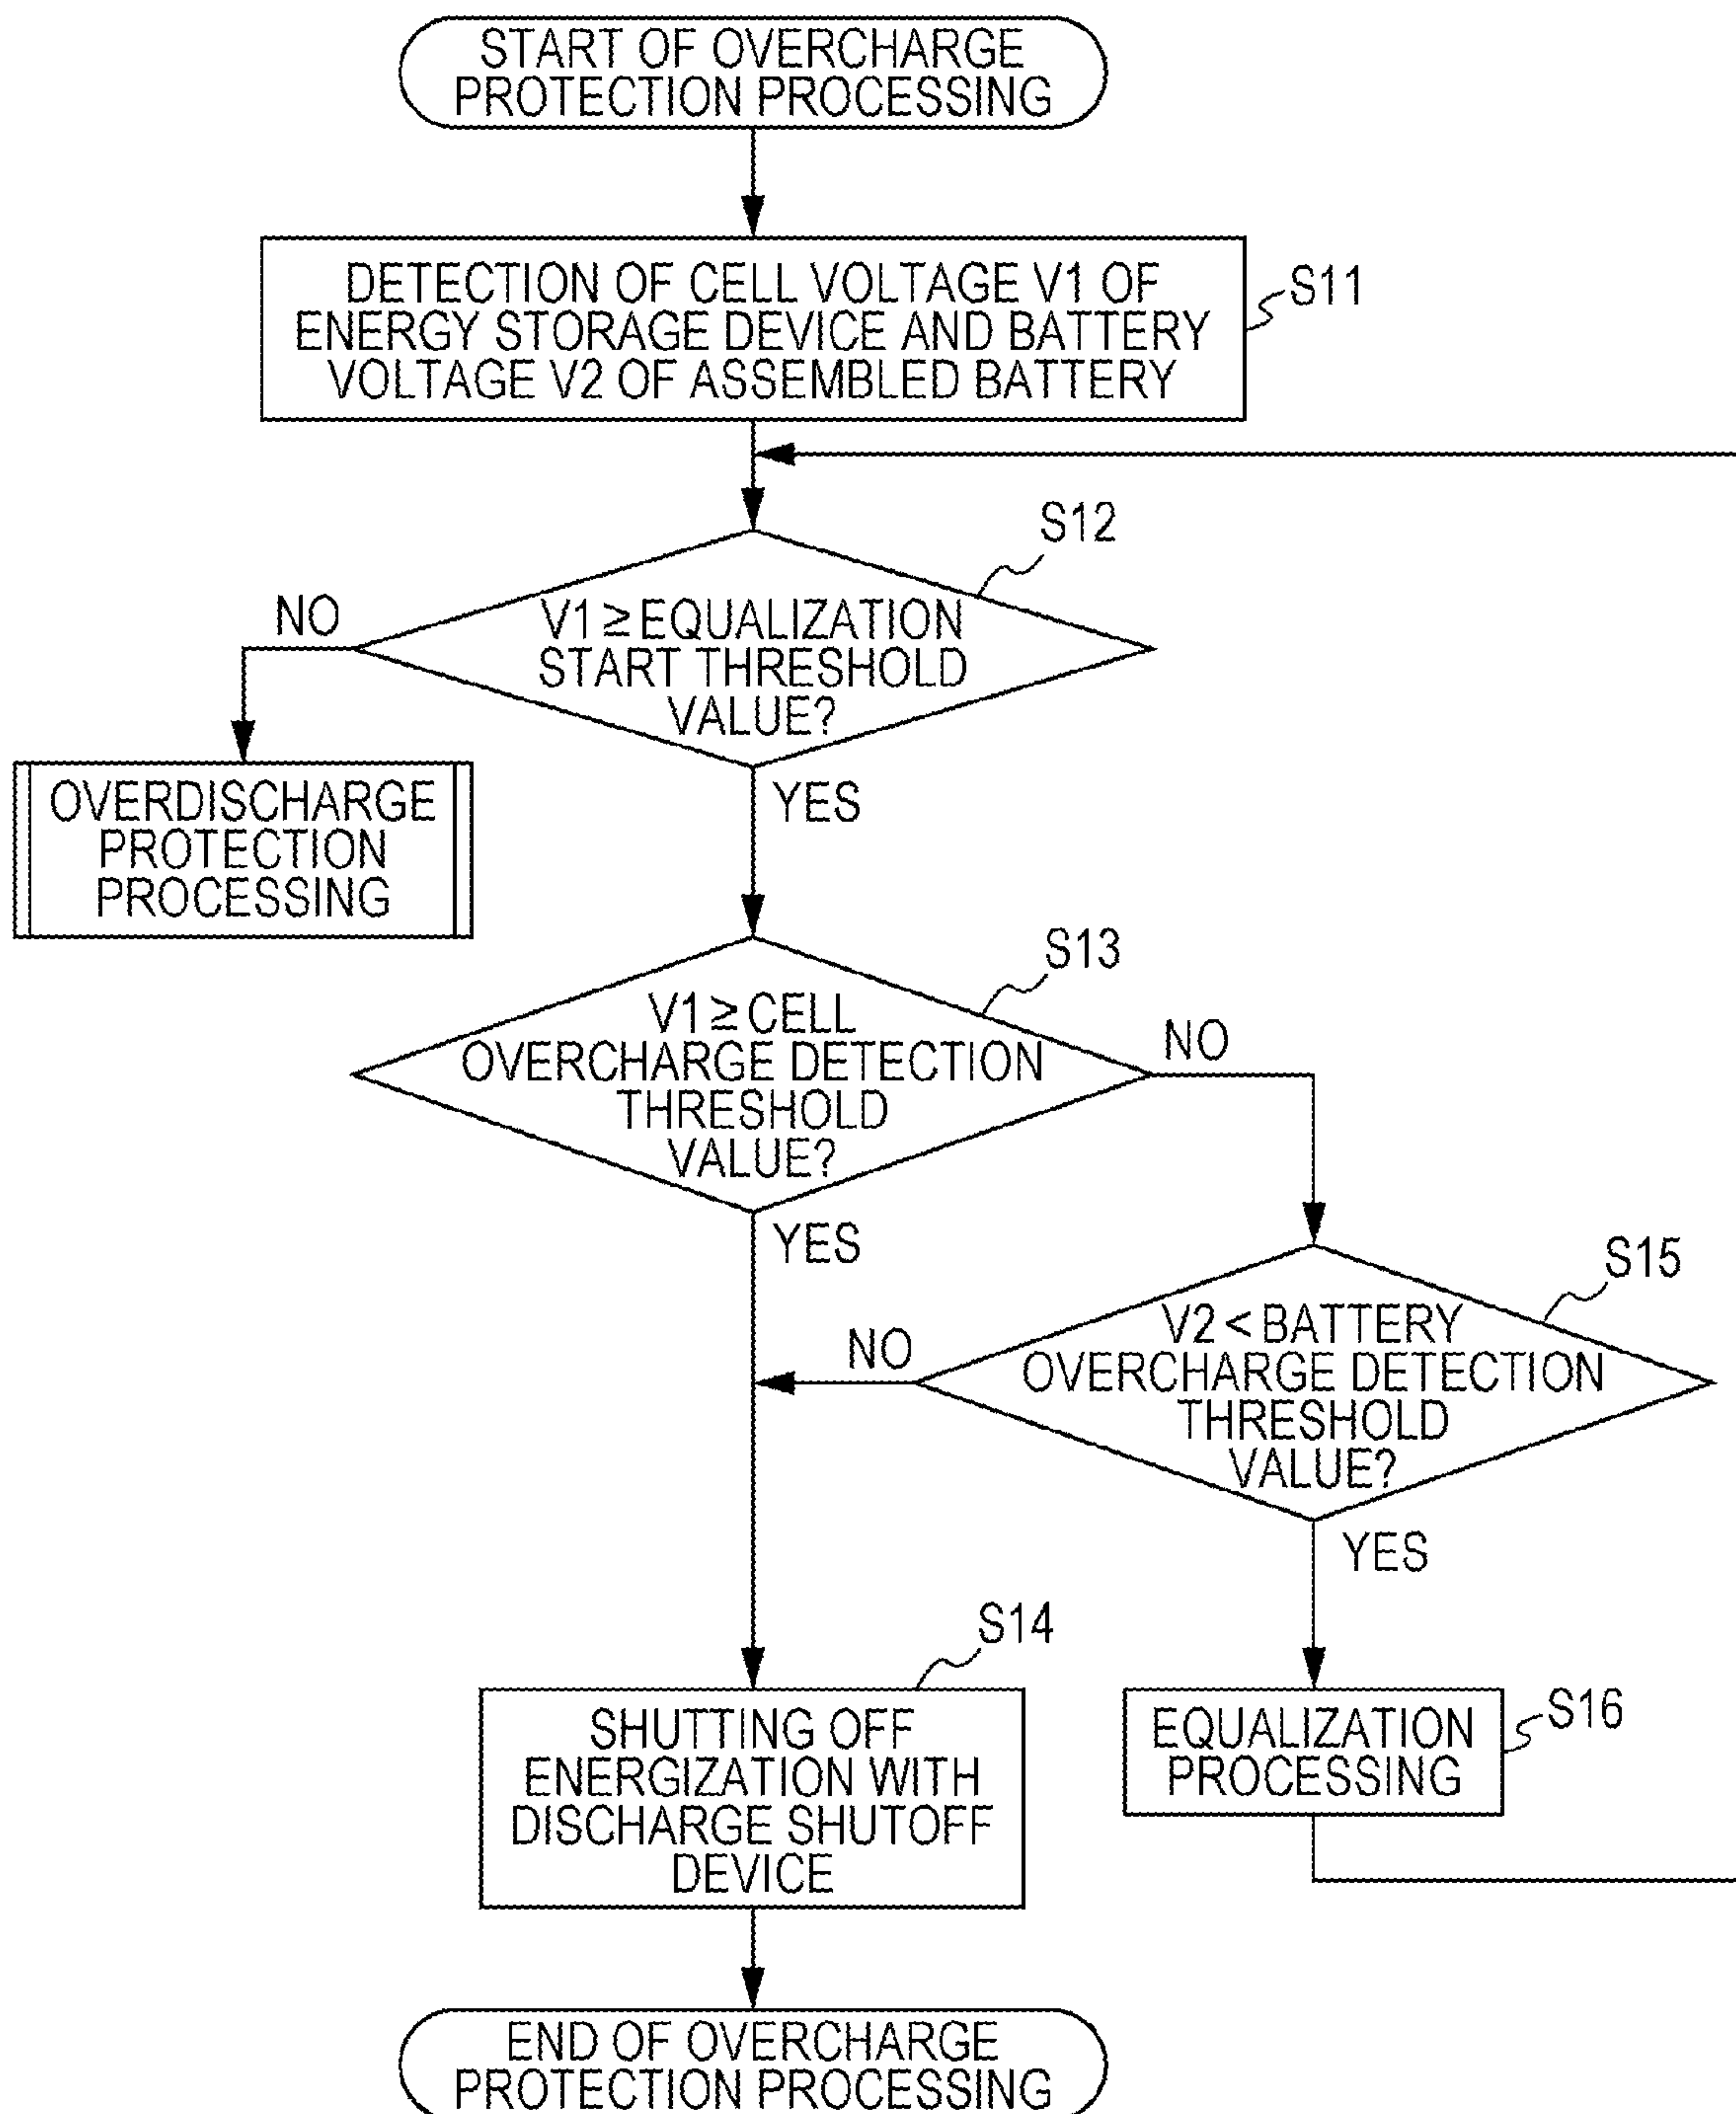 START OF OVERCHARGE
PROTECTION PROCESSING
DETECTION OF CELL VOLTAGE V1 OF
ENERGY STORAGE DEVICE AND BATTERY
VOLTAGE V2 OF ASSEMBLED BATTERY
S11
S12
V1≥EQUALIZATION
START THRESHOLD
VALUE?
NO
YES
OVERDISCHARGE
PROTECTION
PROCESSING
S13
V1≥CELL
OVERCHARGE DETECTION
THRESHOLD
VALUE?
NO
YES
S15
V2<BATTERY
OVERCHARGE DETECTION
THRESHOLD
VALUE?
NO
YES
S14
SHUTTING OFF
ENERGIZATION WITH
DISCHARGE SHUTOFF
DEVICE
EQUALIZATION
PROCESSING
S16
END OF OVERCHARGE
PROTECTION PROCESSING